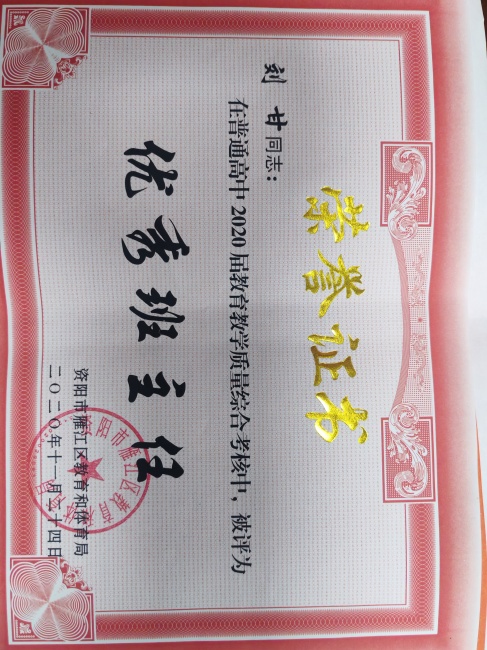 荣誉证书
刘甘同志：
在普通高中2020届教育教学质量综合考核中，被评为
优秀班主任
资阳市雁江区教育和体育局
二〇二〇年十一月二十四日